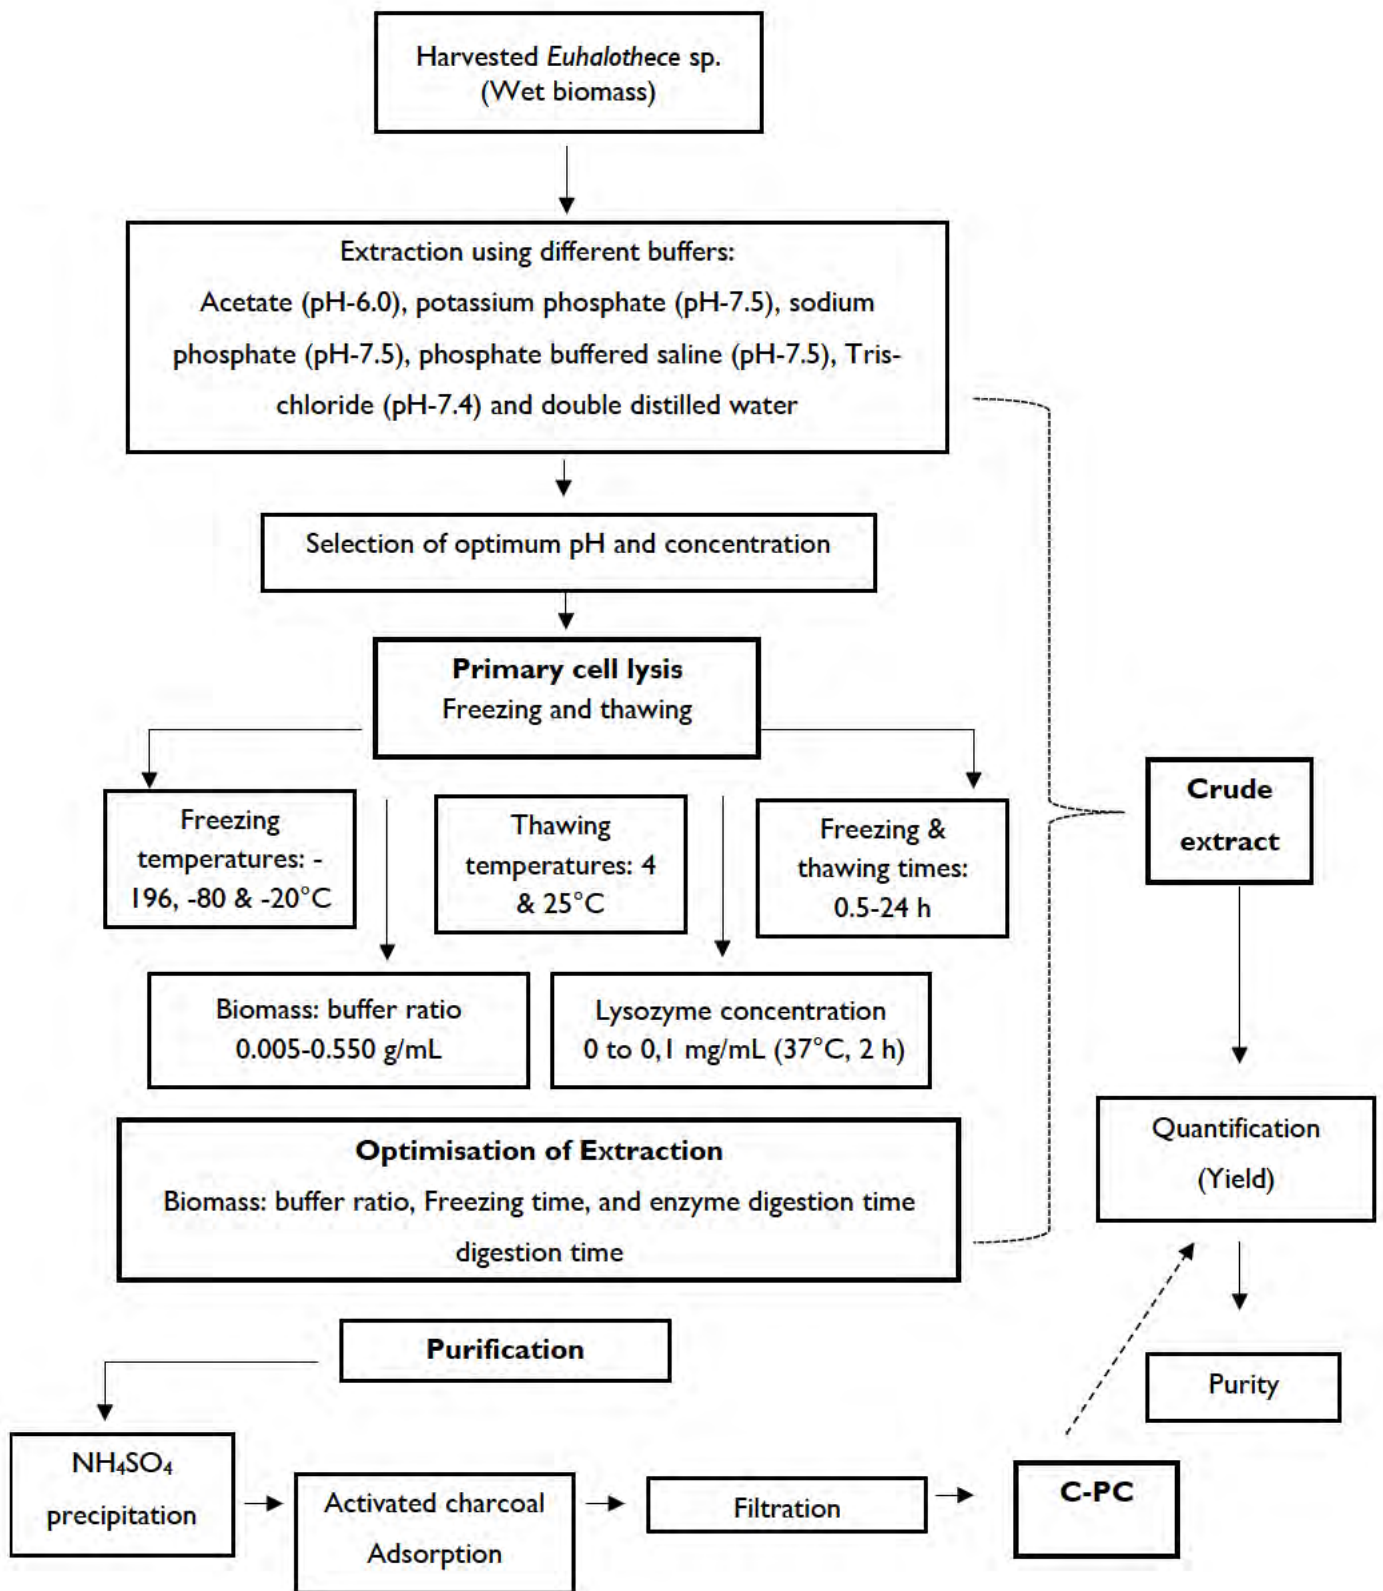 Harvested Euhalothece sp.
(Wet biomass)
Extraction using different buffers:
Acetate (pH-6.0), potassium phosphate (pH-7.5), sodium
phosphate (pH-7.5), phosphate buffered saline (pH-7.5), Tris-
chloride (pH-7.4) and double distilled water
Selection of optimum pH and concentration
Primary cell lysis
Freezing and thawing
Freezing
temperatures: -
196, -80 & -20°C
Thawing
temperatures: 4
& 25°C
Freezing &
thawing times:
0.5-24 h
Crude
extract
Biomass: buffer ratio
0.005-0.550 g/mL
Lysozyme concentration
0 to 0,1 mg/mL (37°C, 2 h)
Optimisation of Extraction
Biomass: buffer ratio, Freezing time, and enzyme digestion time
digestion time
Quantification
(Yield)
Purity
Purification
NH₄SO₄
precipitation
Activated charcoal
Adsorption
Filtration
C-PC